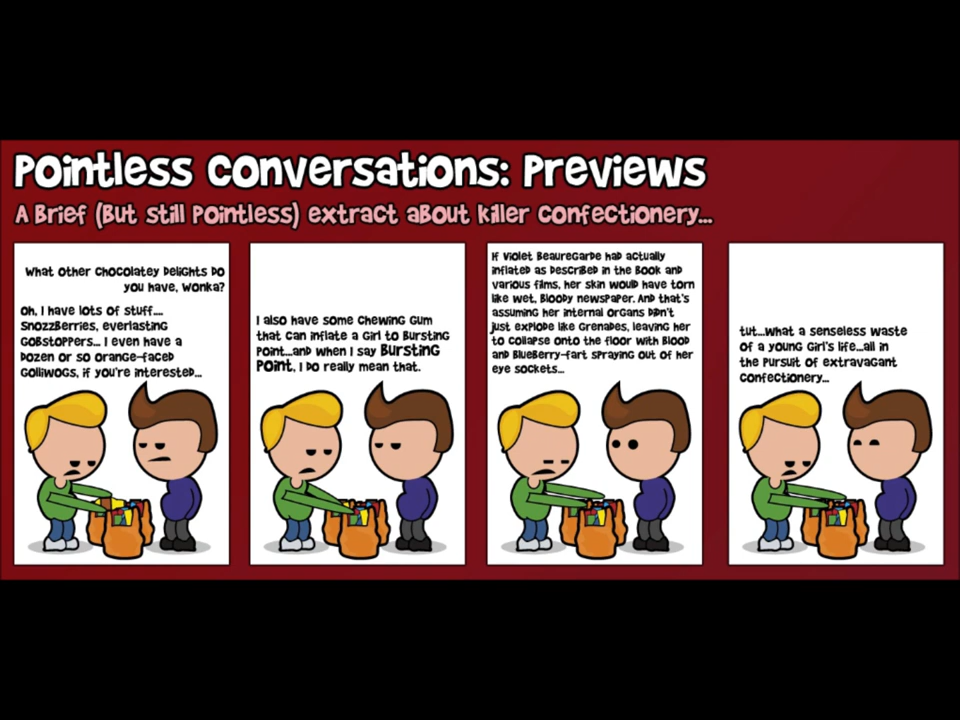 Pointless Conversations: Previews
A Brief (But still Pointless) extract about killer confectionery...
What other chocolatey delights do
you have, Wonka?
Oh, I have lots of stuff....
Snozzberries, everlasting
Gobstoppers... I even have a
dozen or so orange-faced
Golliwogs, if you're interested...
I also have some chewing gum
that can inflate a girl to bursting
point...and when I say Bursting
Point, I do really mean that.
If Violet Beauregarde had actually
inflated as described in the book and
various films, her skin would have torn
like wet, bloody newspaper. And that's
assuming her internal organs didn't
just explode like grenades, leaving her
to collapse onto the floor with blood
and blueberry-fart spraying out of her
eye sockets...
tut...what a senseless waste
of a young girl's life...all in
the pursuit of extravagant
confectionery...